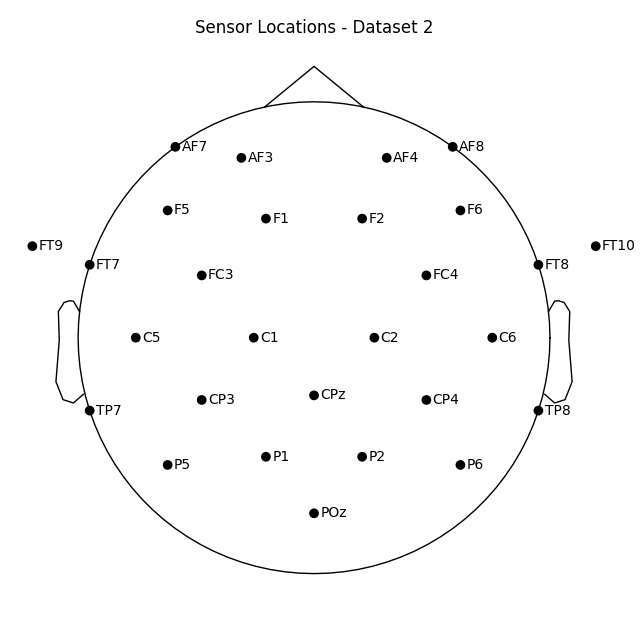 Sensor Locations - Dataset 2
AF7
AF8
AF3
AF4
F5
F6
F1
F2
FT9
FT10
FT7
FT8
FC3
FC4
C5
C1
C2
C6
CPz
CP3
CP4
TP7
TP8
P1
P2
P5
P6
POz